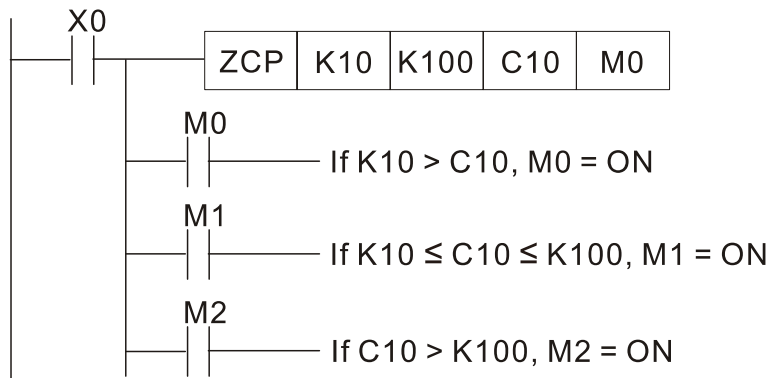 X0
ZCP K10 K100 C10 M0
M0
If K10 > C10, M0 = ON
M1
If K10 ≤ C10 ≤ K100, M1 = ON
M2
If C10 > K100, M2 = ON